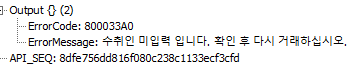 Output {} (2)
ErrorCode: 800033A0
ErrorMessage: 수취인 미입력 입니다. 확인 후 다시 거래하십시오.
API_SEQ: 8dfe756dd816f080c238c1133ecf3cfd